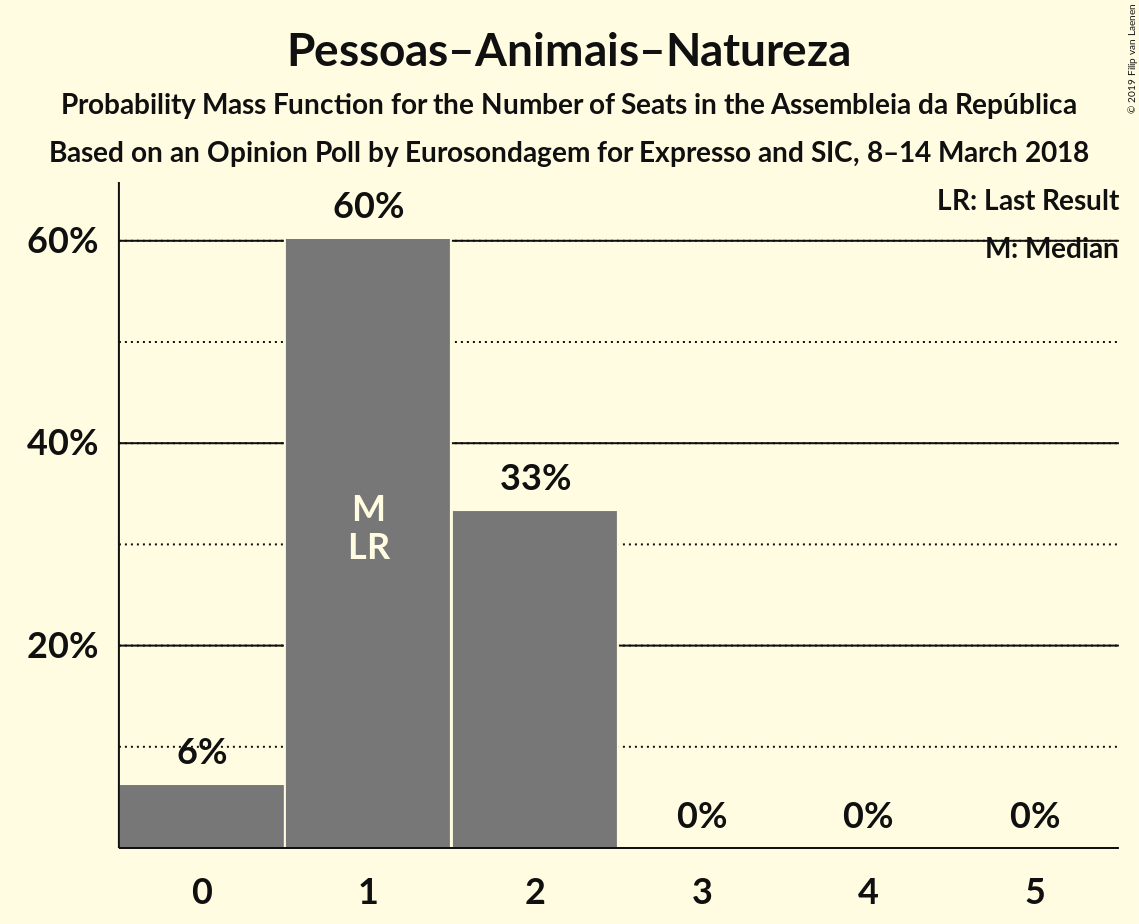 Pessoas–Animais–Natureza
Probability Mass Function for the Number of Seats in the Assembleia da República
Based on an Opinion Poll by Eurosondagem for Expresso and SIC, 8–14 March 2018
© 2019 Filip van Laenen
LR: Last Result
M: Median
60%
40%
20%
6%
60%
33%
0%
0%
0%
M
LR
0
1
2
3
4
5